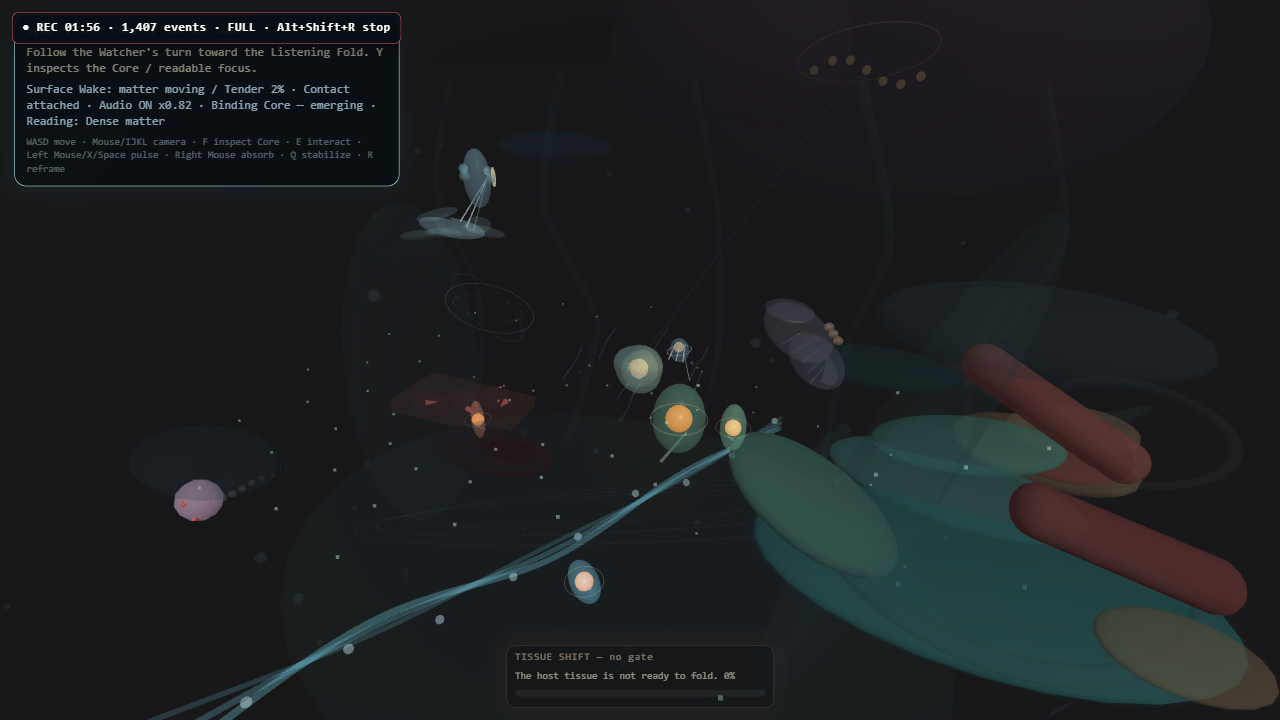 ● REC 01:56 · 1,407 events · FULL · Alt+Shift+R stop
Follow the Watcher's turn toward the Listening Fold. Y
inspects the Core / readable focus.
Surface Wake: matter moving / Tender 2% · Contact
attached · Audio ON x0.82 · Binding Core — emerging ·
Reading: Dense matter
WASD move · Mouse/IJKL camera · F inspect Core · E interact ·
Left Mouse/X/Space pulse · Right Mouse absorb · Q stabilize · R
reframe
TISSUE SHIFT — no gate
The host tissue is not ready to fold. 0%